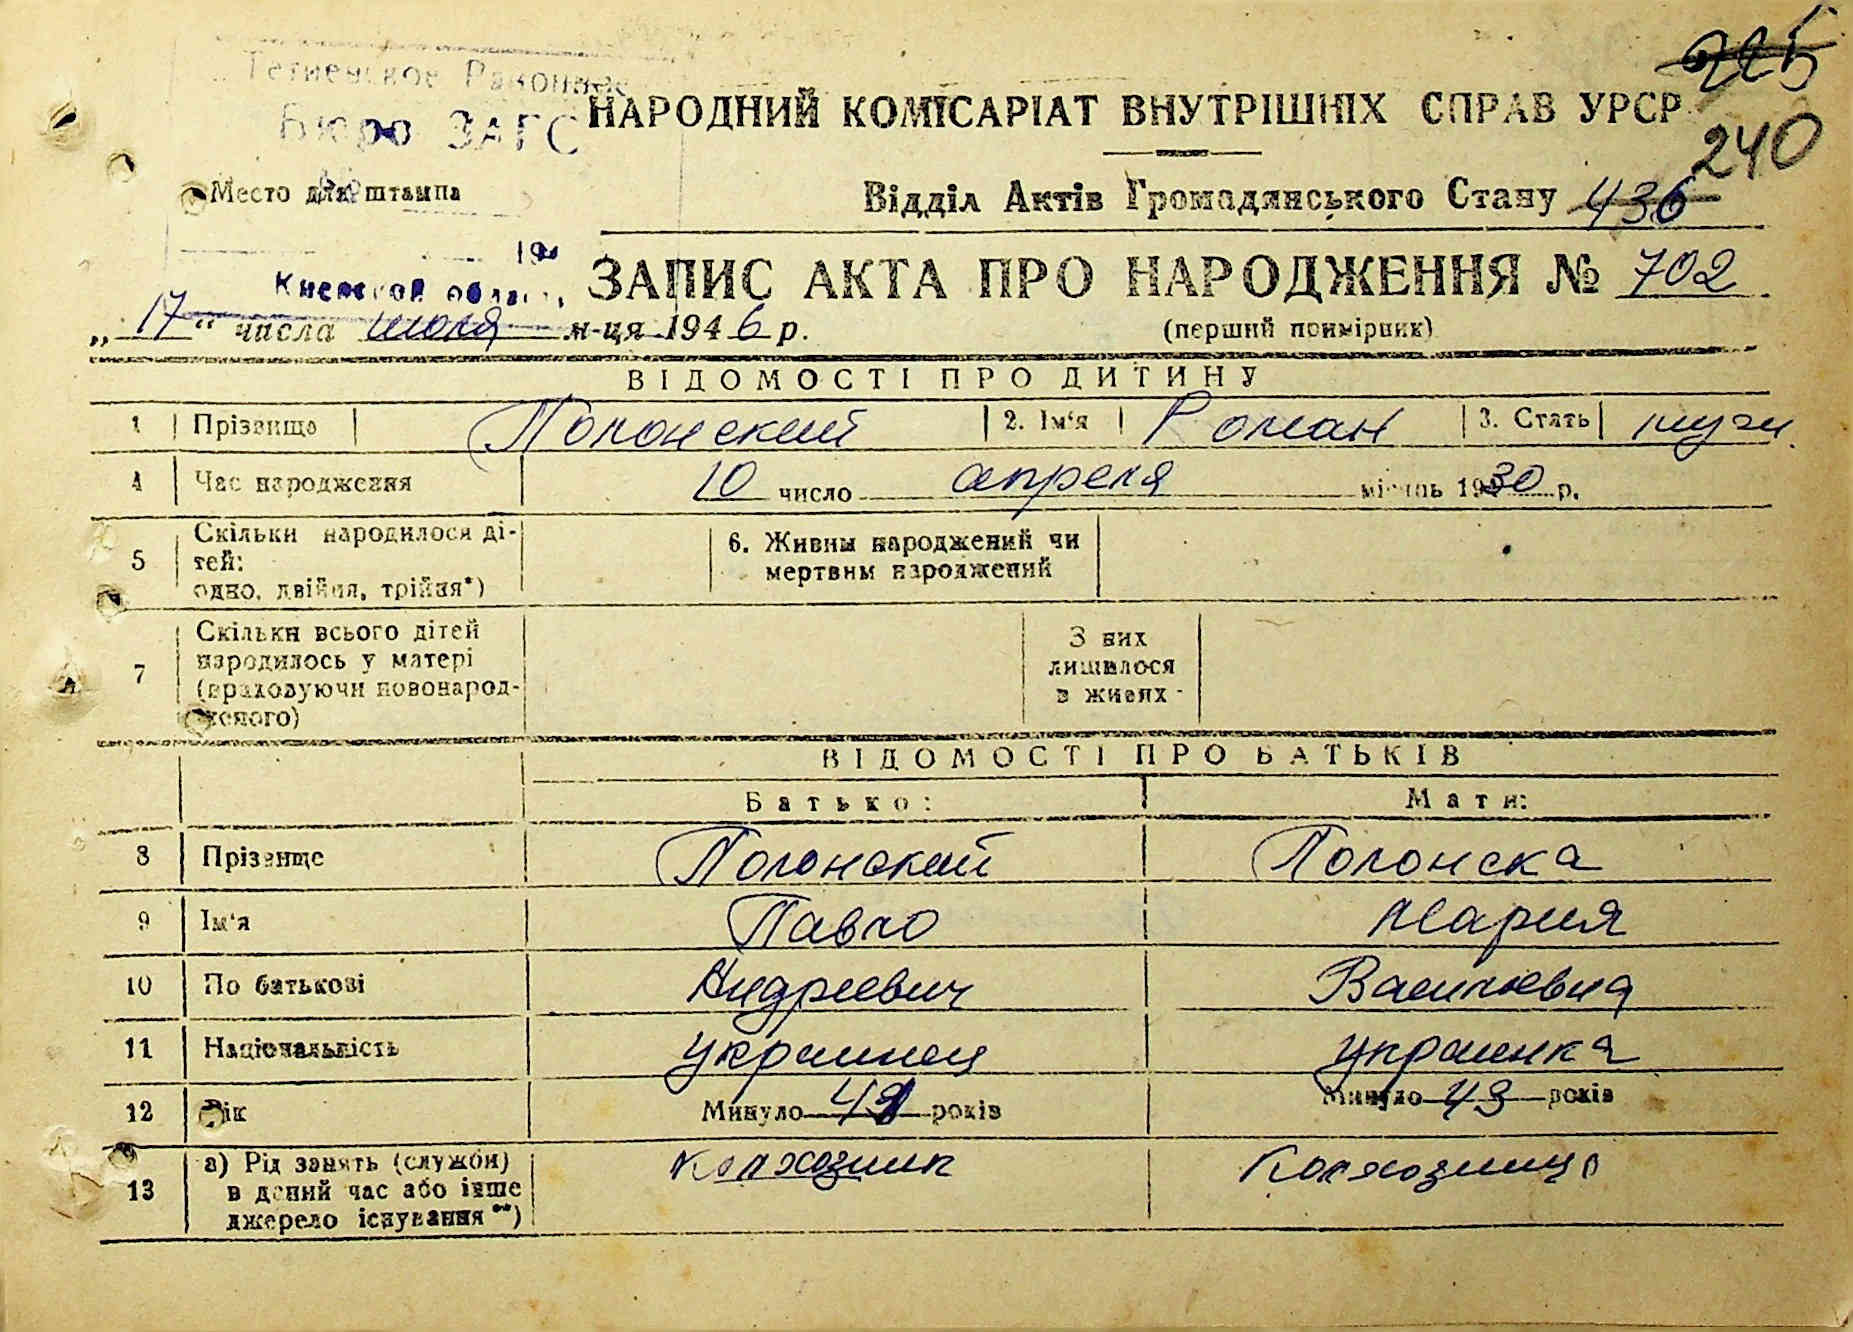 225
Тетиевское Районное
Бюро ЗАГС
НАРОДНИЙ КОМІСАРІАТ ВНУТРІШНІХ СПРАВ УРСР
240
Место для штампа
Відділ Актів Громадянського Стану 436
194
Киевской област.
ЗАПИС АКТА ПРО НАРОДЖЕННЯ № 702
„ 17 “ числа июля м-ця 1946 р.
(перший примірник)
ВІДОМОСТІ ПРО ДИТИНУ
1 Прізвище Полонский 2. Ім‘я Роман 3. Стать муж.
4 Час народження 10 число апреля місяць 1930 р.
5 Скільки народилося ді-
тей:
одно, двійня, трійня*)
6. Живим народжений чи
мертвим народжений
7 Скільки всього дітей
народилось у матері
(враховуючи новонарод-
женого)
З них
лишилося
в живих
ВІДОМОСТІ ПРО БАТЬКІВ
Батько: Мати:
8 Прізвище Полонский Полонска
9 Ім‘я Павло Мария
10 По батькові Андреевич Васильевна
11 Національність украинец украинка
12 Вік Минуло років Минуло 43 років
13 а) Рід занять (служби)
в даний час або інше
джерело існування**)
колхозник Колхозница